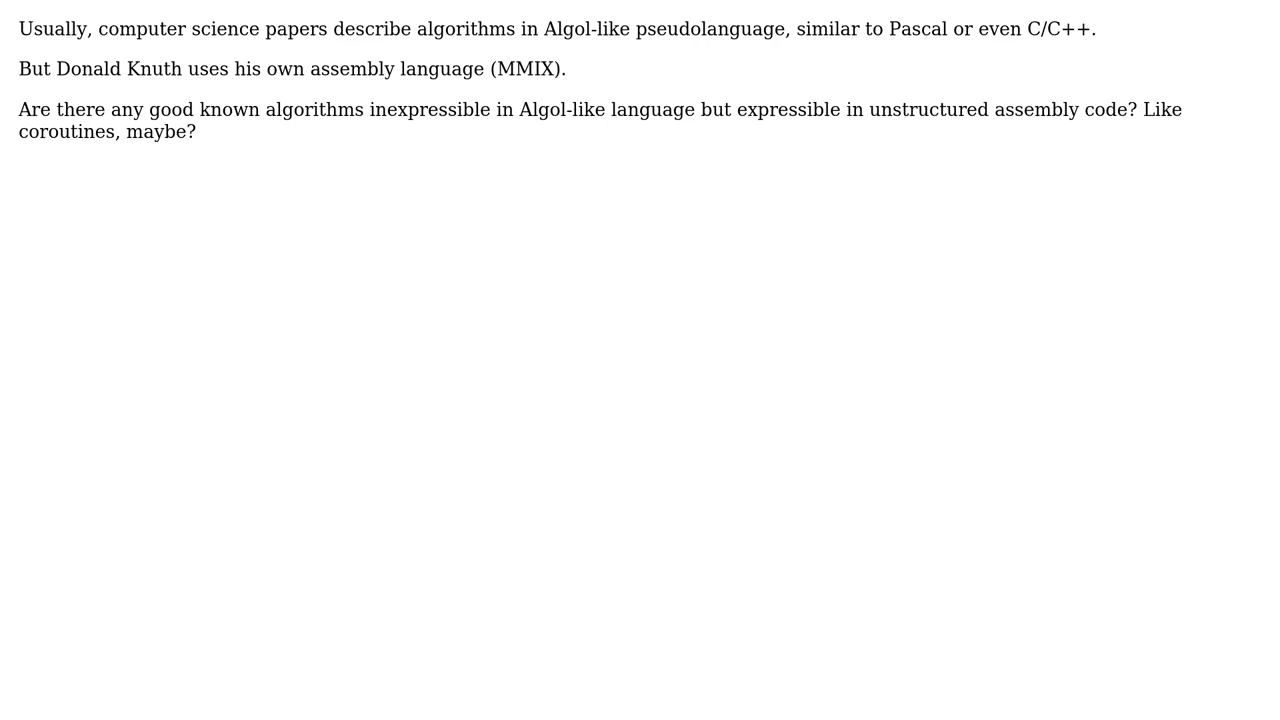 Usually, computer science papers describe algorithms in Algol-like pseudolanguage, similar to Pascal or even C/C++.
But Donald Knuth uses his own assembly language (MMIX).
Are there any good known algorithms inexpressible in Algol-like language but expressible in unstructured assembly code? Like
coroutines, maybe?